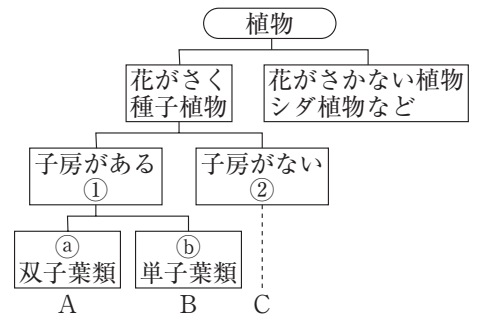 植物
花がさく
種子植物
花がさかない植物
シダ植物など
子房がある
①
子房がない
②
ⓐ
双子葉類
ⓑ
単子葉類
A
B
C